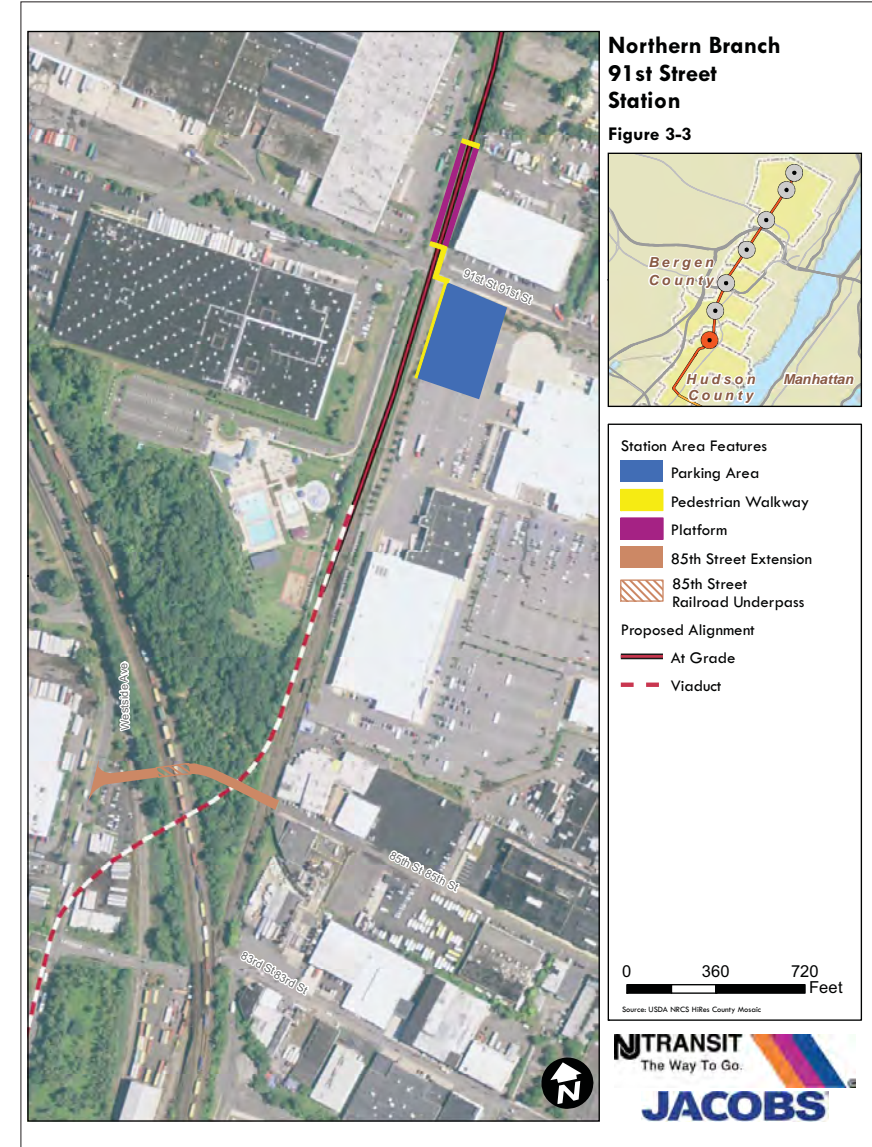 Northern Branch
91st Street
Station
Figure 3-3
Bergen
County
Hudson
County
Manhattan
Station Area Features
Parking Area
Pedestrian Walkway
Platform
85th Street Extension
85th Street
Railroad Underpass
Proposed Alignment
At Grade
Viaduct
0 360 720
Feet
Source: USDA NRCS HiRes County Mosaic
NJTRANSIT
The Way To Go.
JACOBS
91st St 91st St
Westside Ave
85th St 85th St
83rd St 83rd St
N